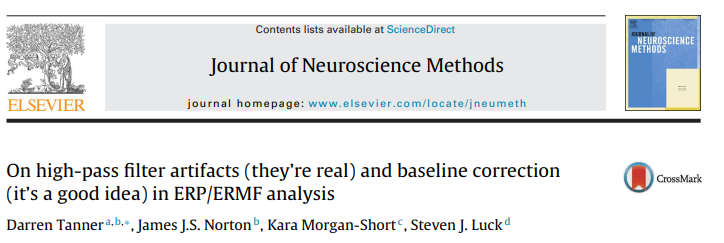 Contents lists available at ScienceDirect
Journal of Neuroscience Methods
journal homepage: www.elsevier.com/locate/jneumeth
ELSEVIER
JOURNAL OF
NEUROSCIENCE
METHODS
On high-pass filter artifacts (they're real) and baseline correction
(it's a good idea) in ERP/ERMF analysis
CrossMark
Darren Tanner a,b,*, James J.S. Norton b, Kara Morgan-Short c, Steven J. Luck d